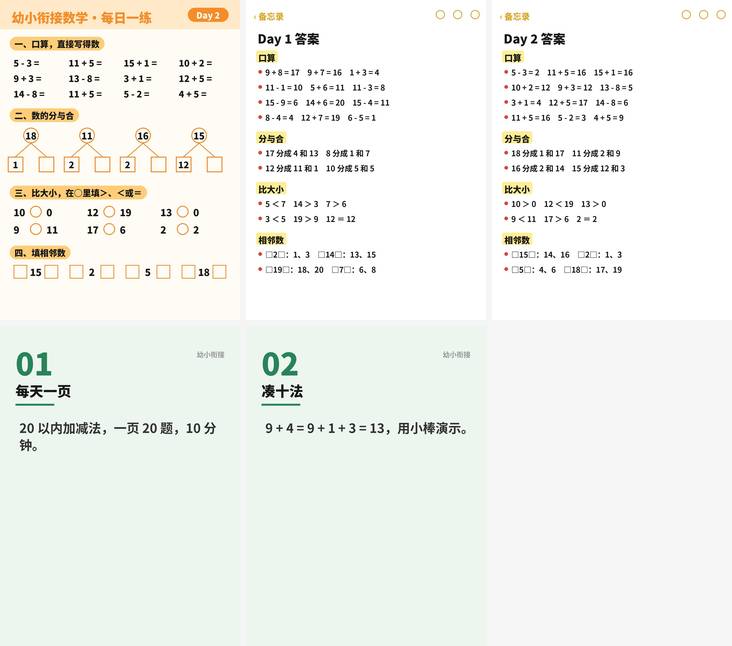 幼小衔接数学·每日一练
Day 2
一、口算，直接写得数
5 - 3 = 11 + 5 = 15 + 1 = 10 + 2 =
9 + 3 = 13 - 8 = 3 + 1 = 12 + 5 =
14 - 8 = 11 + 5 = 5 - 2 = 4 + 5 =
二、数的分与合
18 11 16 15
1 2 2 12
三、比大小，在○里填＞、＜或＝
10 ○ 0 12 ○ 19 13 ○ 0
9 ○ 11 17 ○ 6 2 ○ 2
四、填相邻数
□ 15 □ □ 2 □ □ 5 □ □ 18 □
‹ 备忘录
Day 1 答案
口算
9 + 8 = 17 9 + 7 = 16 1 + 3 = 4
11 - 1 = 10 5 + 6 = 11 11 - 3 = 8
15 - 9 = 6 14 + 6 = 20 15 - 4 = 11
8 - 4 = 4 12 + 7 = 19 6 - 5 = 1
分与合
17 分成 4 和 13 8 分成 1 和 7
12 分成 11 和 1 10 分成 5 和 5
比大小
5 ＜ 7 14 ＞ 3 7 ＞ 6
3 ＜ 5 19 ＞ 9 12 ＝ 12
相邻数
□2□：1、3 □14□：13、15
□19□：18、20 □7□：6、8
‹ 备忘录
Day 2 答案
口算
5 - 3 = 2 11 + 5 = 16 15 + 1 = 16
10 + 2 = 12 9 + 3 = 12 13 - 8 = 5
3 + 1 = 4 12 + 5 = 17 14 - 8 = 6
11 + 5 = 16 5 - 2 = 3 4 + 5 = 9
分与合
18 分成 1 和 17 11 分成 2 和 9
16 分成 2 和 14 15 分成 12 和 3
比大小
10 ＞ 0 12 ＜ 19 13 ＞ 0
9 ＜ 11 17 ＞ 6 2 ＝ 2
相邻数
□15□：14、16 □2□：1、3
□5□：4、6 □18□：17、19
01
幼小衔接
每天一页
20 以内加减法，一页 20 题，10 分
钟。
02
幼小衔接
凑十法
9 + 4 = 9 + 1 + 3 = 13，用小棒演示。